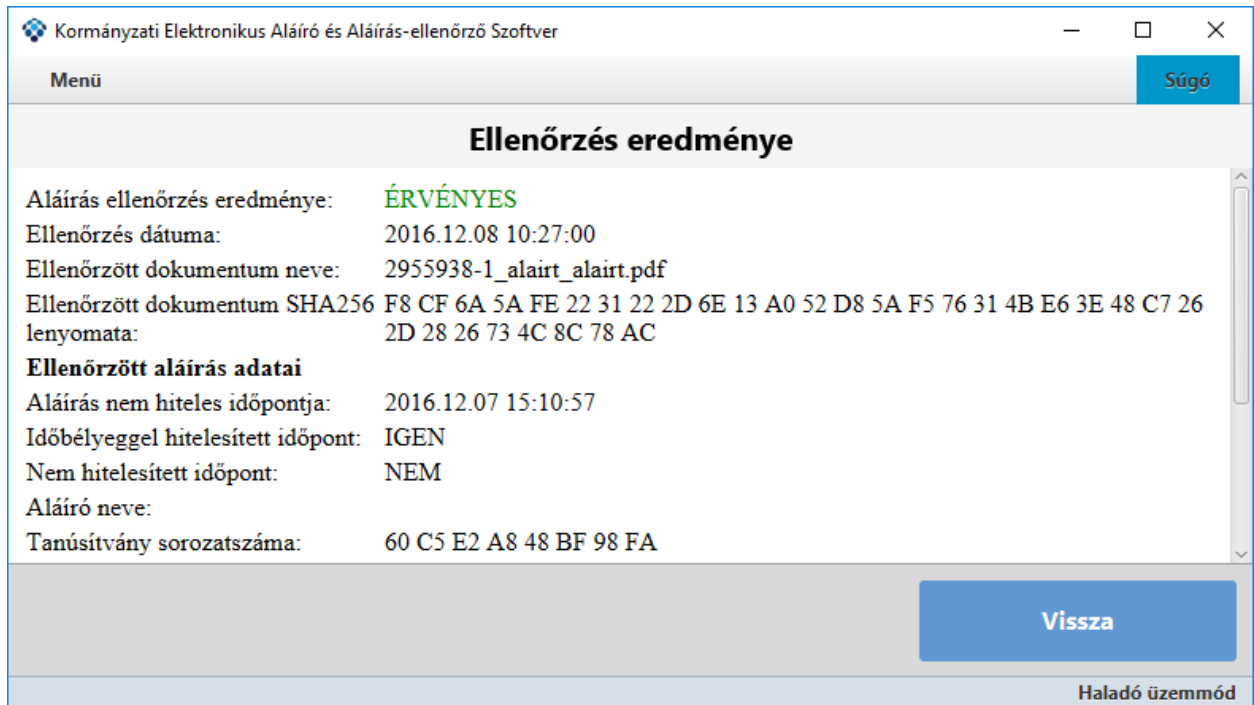 Kormányzati Elektronikus Aláíró és Aláírás-ellenőrző Szoftver
Menü
Súgó
Ellenőrzés eredménye
Aláírás ellenőrzés eredménye: ÉRVÉNYES
Ellenőrzés dátuma: 2016.12.08 10:27:00
Ellenőrzött dokumentum neve: 2955938-1_alairt_alairt.pdf
Ellenőrzött dokumentum SHA256 F8 CF 6A 5A FE 22 31 22 2D 6E 13 A0 52 D8 5A F5 76 31 4B E6 3E 48 C7 26
lenyomata: 2D 28 26 73 4C 8C 78 AC
Ellenőrzött aláírás adatai
Aláírás nem hiteles időpontja: 2016.12.07 15:10:57
Időbélyeggel hitelesített időpont: IGEN
Nem hitelesített időpont: NEM
Aláíró neve:
Tanúsítvány sorozatszáma: 60 C5 E2 A8 48 BF 98 FA
Vissza
Haladó üzemmód